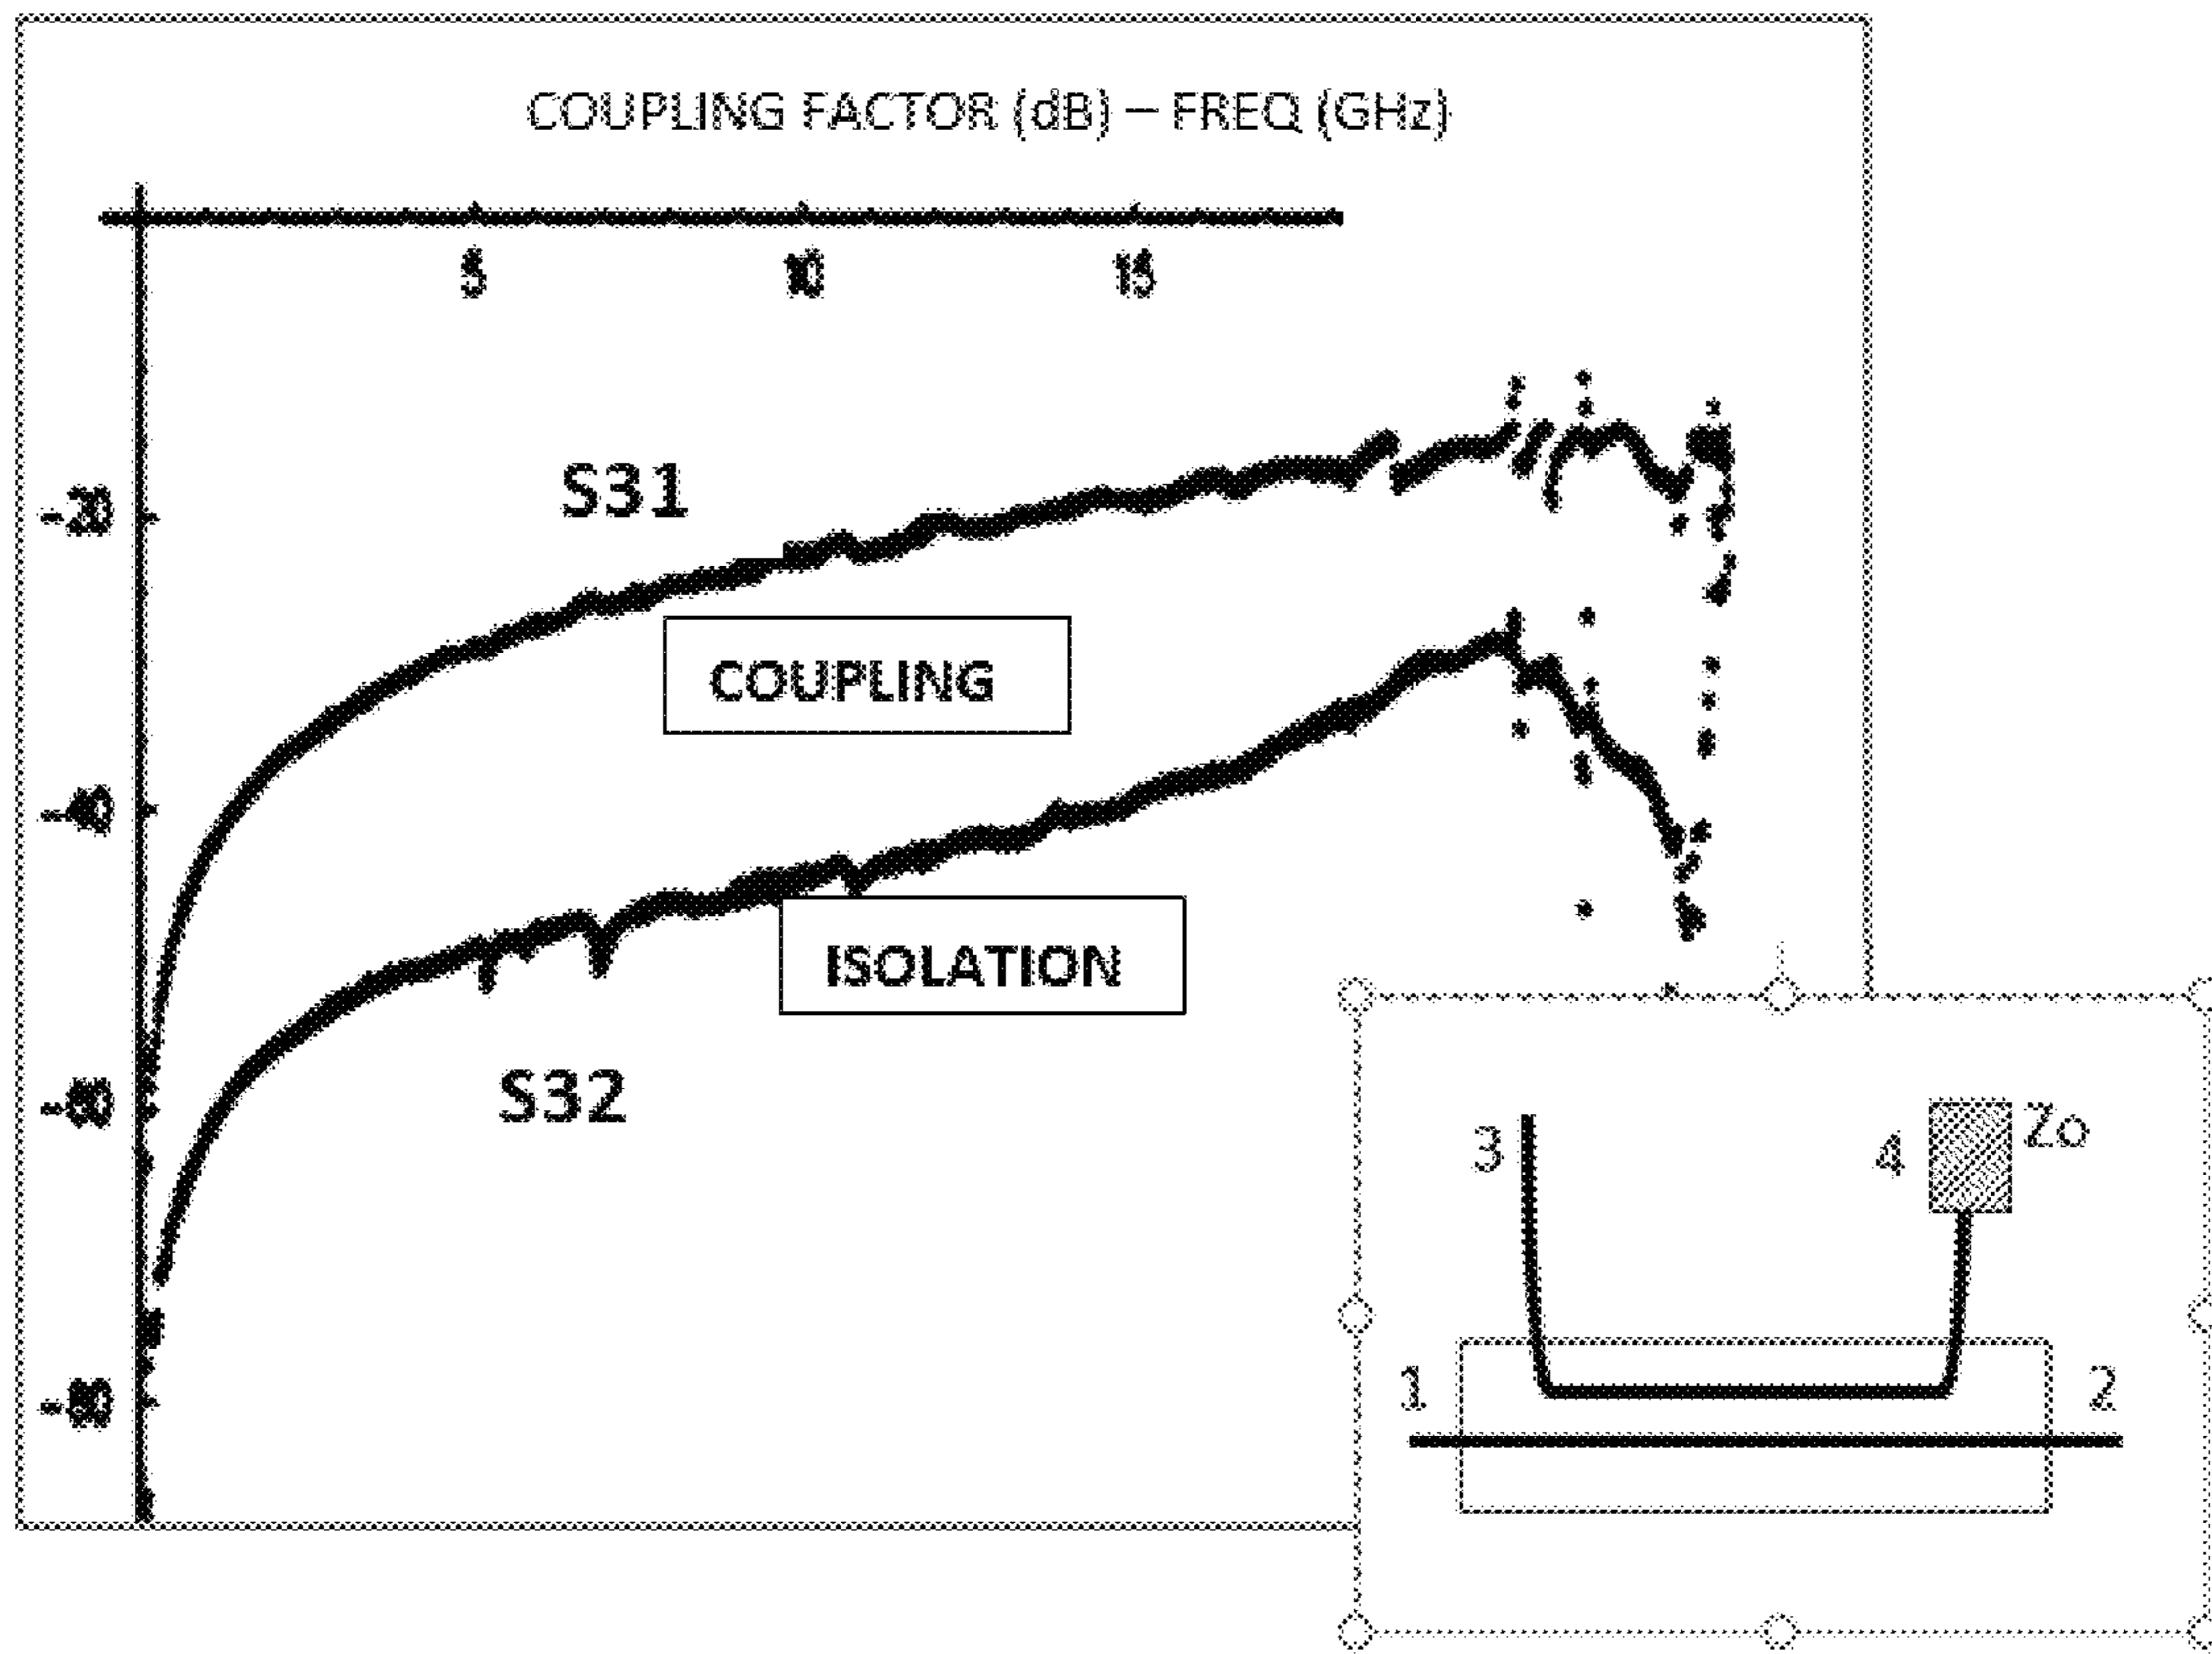 COUPLING FACTOR (dB) – FREQ (GHz)
5 10 15
S31
COUPLING
ISOLATION
S32
3 4 Zo
1 2